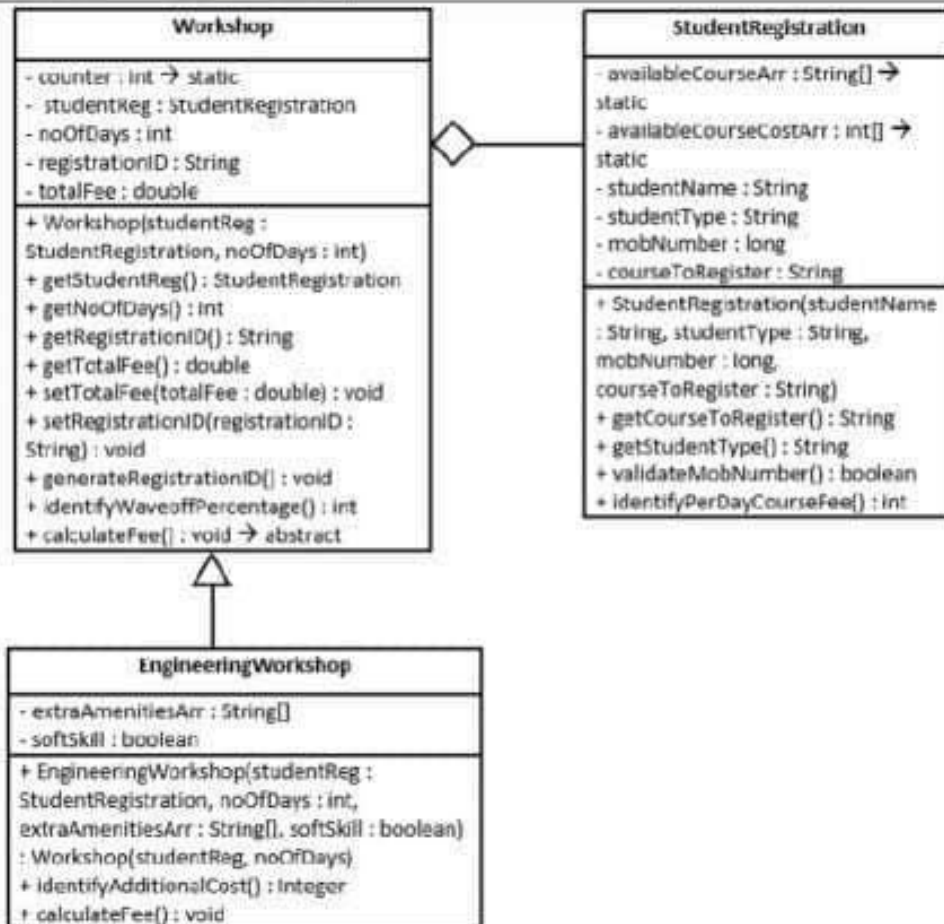 Workshop
- counter : int → static
- studentReg : StudentRegistration
- noOfDays : int
- registrationID : String
- totalFee : double
+ Workshop(studentReg :
StudentRegistration, noOfDays : int)
+ getStudentReg() : StudentRegistration
+ getNoOfDays() : int
+ getRegistrationID() : String
+ getTotalFee() : double
+ setTotalFee(totalFee : double) : void
+ setRegistrationID(registrationID :
String) : void
+ generateRegistrationID() : void
+ identifyWaveoffPercentage() : int
+ calculateFee() : void → abstract
StudentRegistration
- availableCourseArr : String[] →
static
- availableCourseCostArr : int[] →
static
- studentName : String
- studentType : String
- mobNumber : long
- courseToRegister : String
+ StudentRegistration(studentName
: String, studentType : String,
mobNumber : long,
courseToRegister : String)
+ getCourseToRegister() : String
+ getStudentType() : String
+ validateMobNumber() : boolean
+ identifyPerDayCourseFee() : int
EngineeringWorkshop
- extraAmenitiesArr : String[]
- softSkill : boolean
+ EngineeringWorkshop(studentReg :
StudentRegistration, noOfDays : int,
extraAmenitiesArr : String[], softSkill : boolean)
: Workshop(studentReg, noOfDays)
+ identifyAdditionalCost() : Integer
+ calculateFee() : void